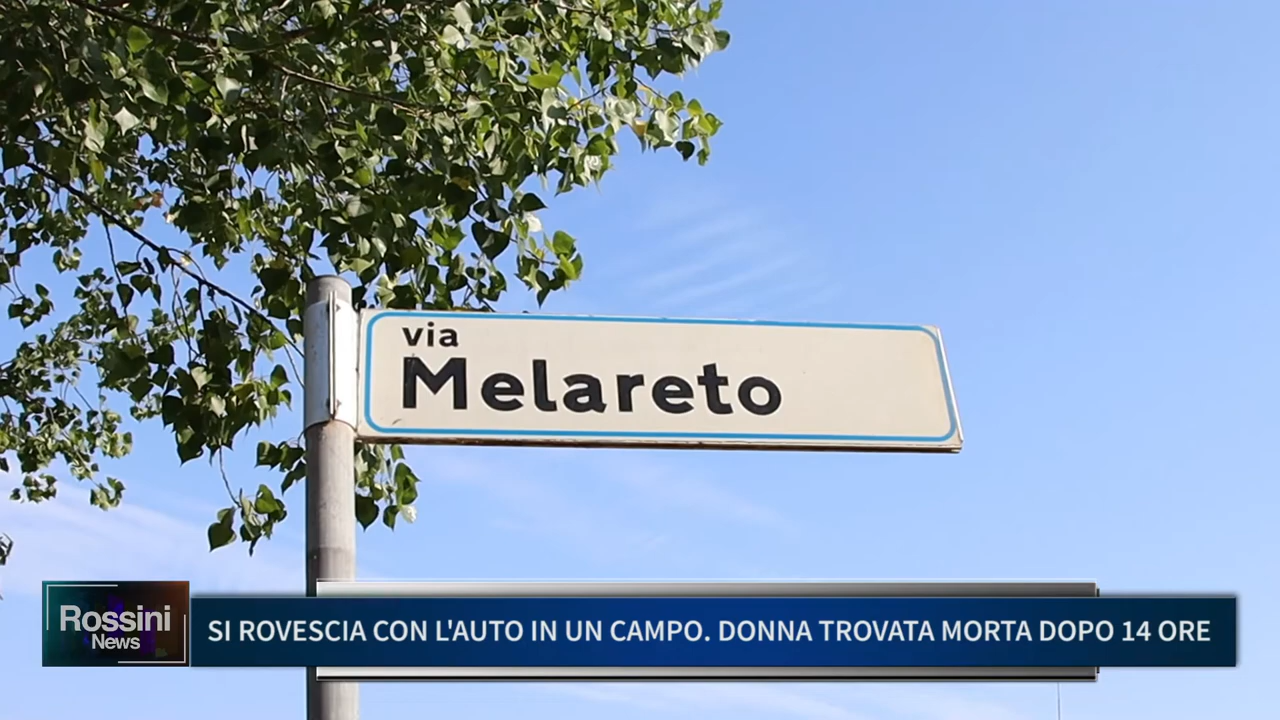 via
Melareto
Rossini
News
SI ROVESCIA CON L'AUTO IN UN CAMPO. DONNA TROVATA MORTA DOPO 14 ORE